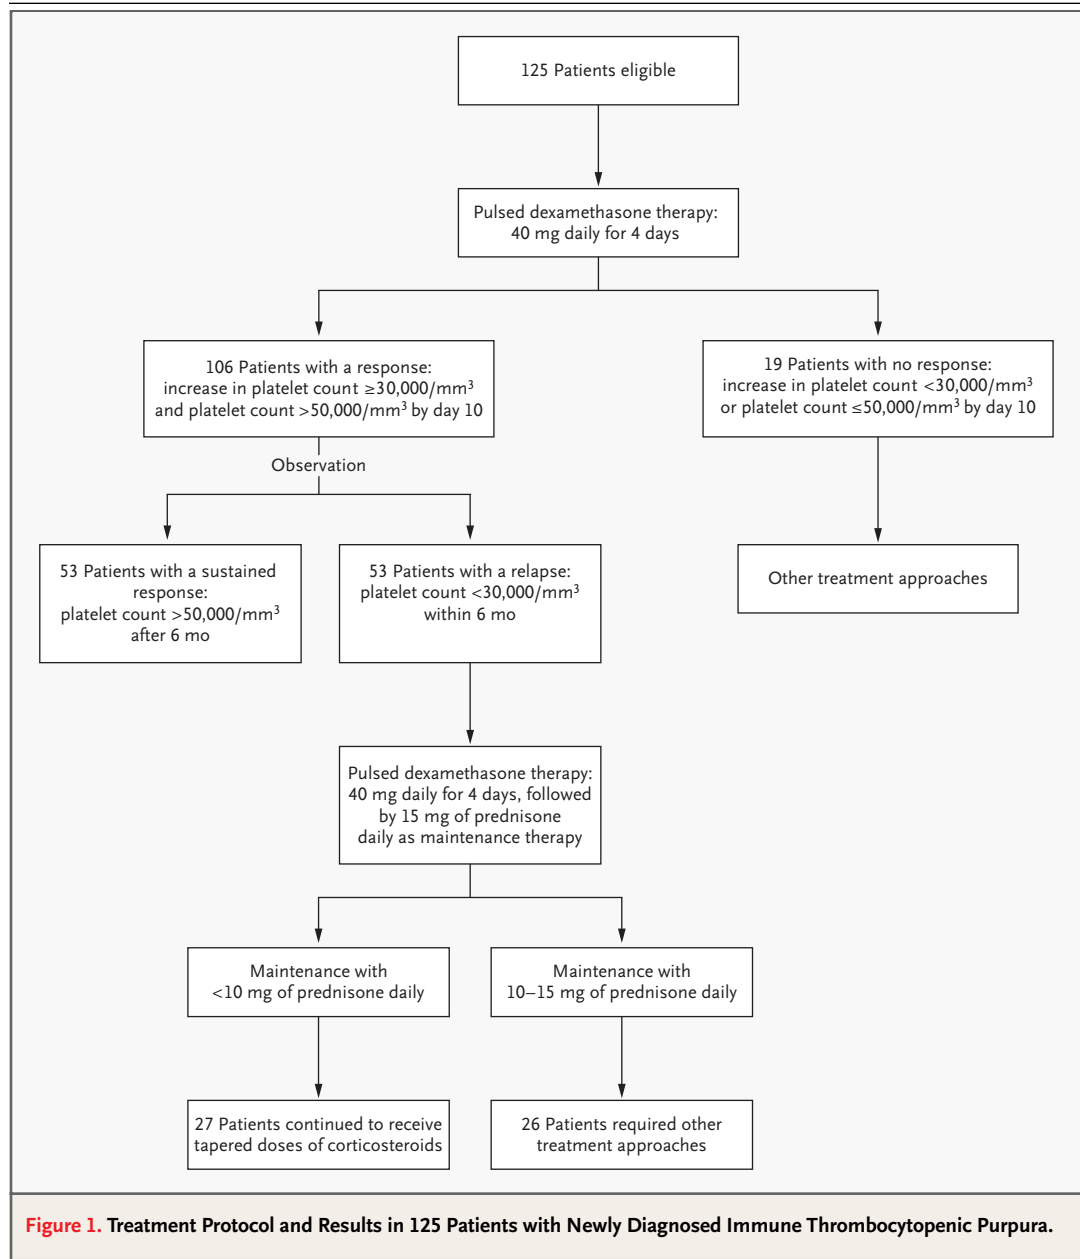 125 Patients eligible
Pulsed dexamethasone therapy:
40 mg daily for 4 days
106 Patients with a response:
increase in platelet count ≥30,000/mm³
and platelet count >50,000/mm³ by day 10
19 Patients with no response:
increase in platelet count <30,000/mm³
or platelet count ≤50,000/mm³ by day 10
Observation
53 Patients with a sustained
response:
platelet count >50,000/mm³
after 6 mo
53 Patients with a relapse:
platelet count <30,000/mm³
within 6 mo
Other treatment approaches
Pulsed dexamethasone therapy:
40 mg daily for 4 days, followed
by 15 mg of prednisone
daily as maintenance therapy
Maintenance with
<10 mg of prednisone daily
Maintenance with
10–15 mg of prednisone daily
27 Patients continued to receive
tapered doses of corticosteroids
26 Patients required other
treatment approaches
Figure 1. Treatment Protocol and Results in 125 Patients with Newly Diagnosed Immune Thrombocytopenic Purpura.